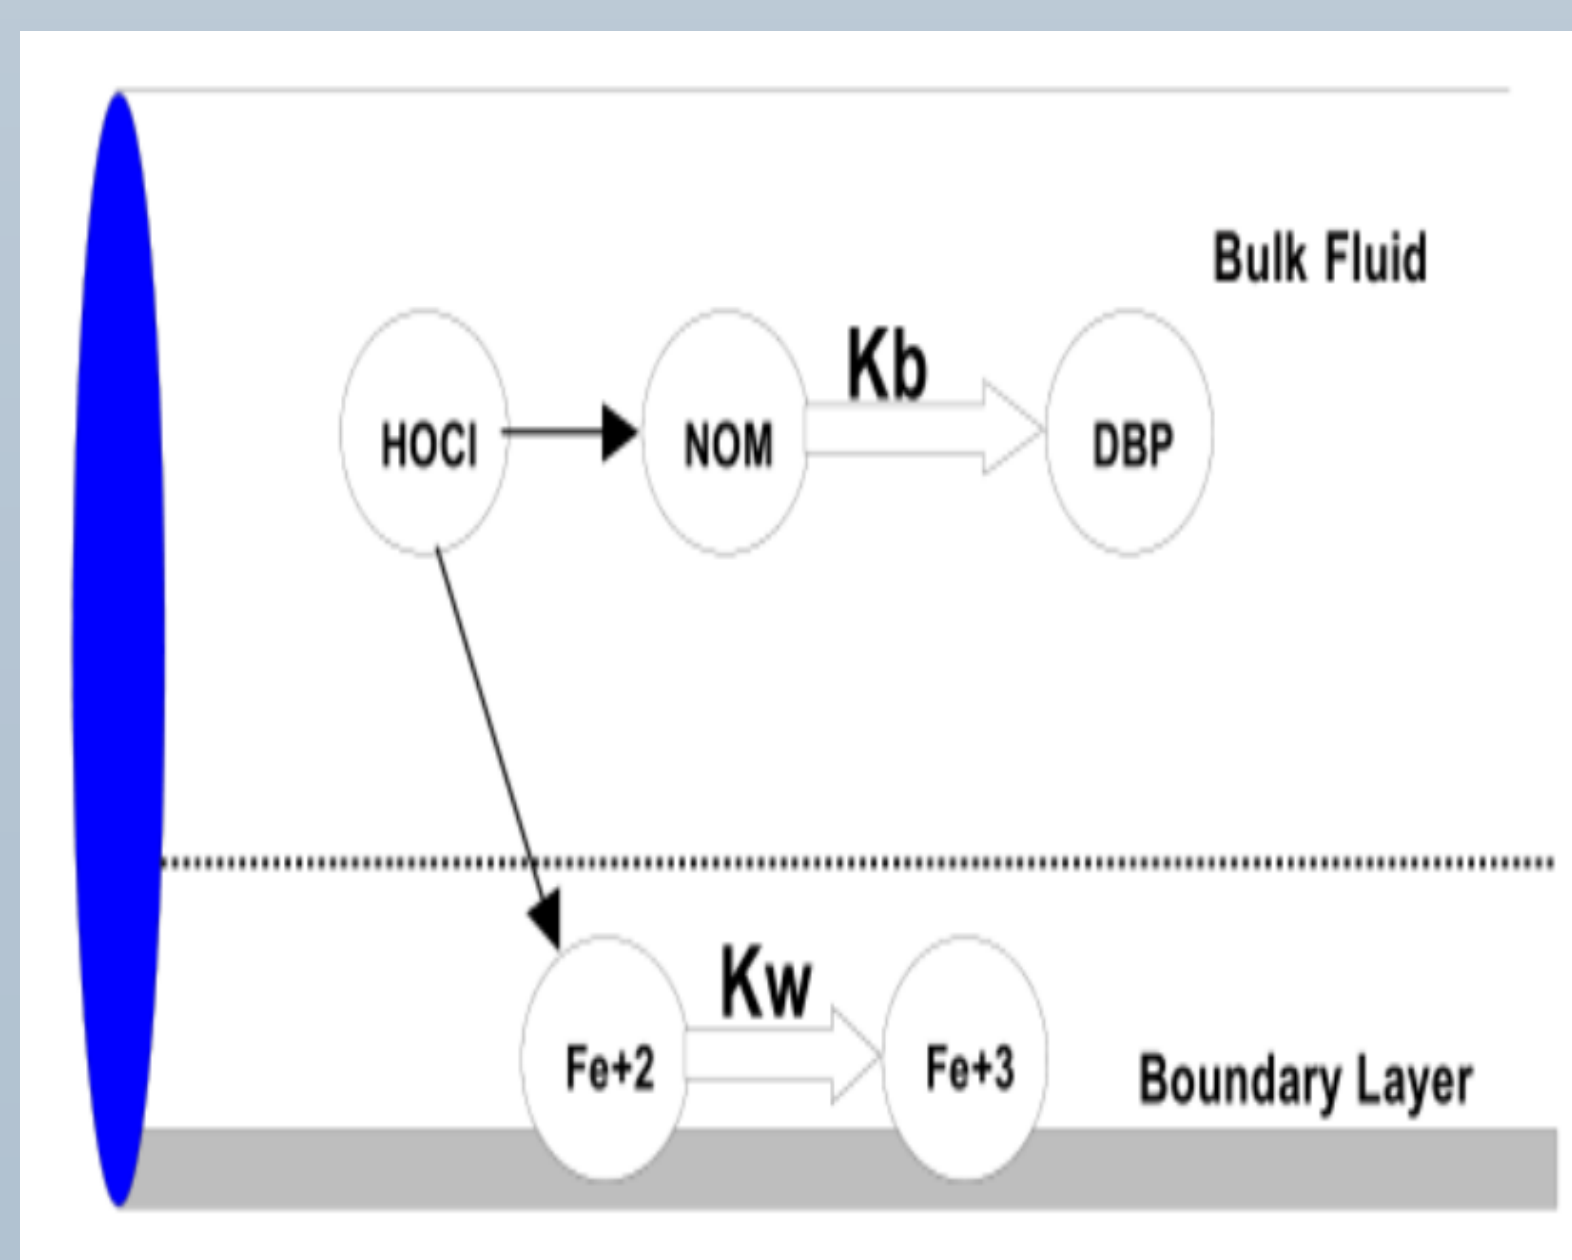 Bulk Fluid
Kb
HOCl
NOM
DBP
Kw
Fe+2
Fe+3
Boundary Layer